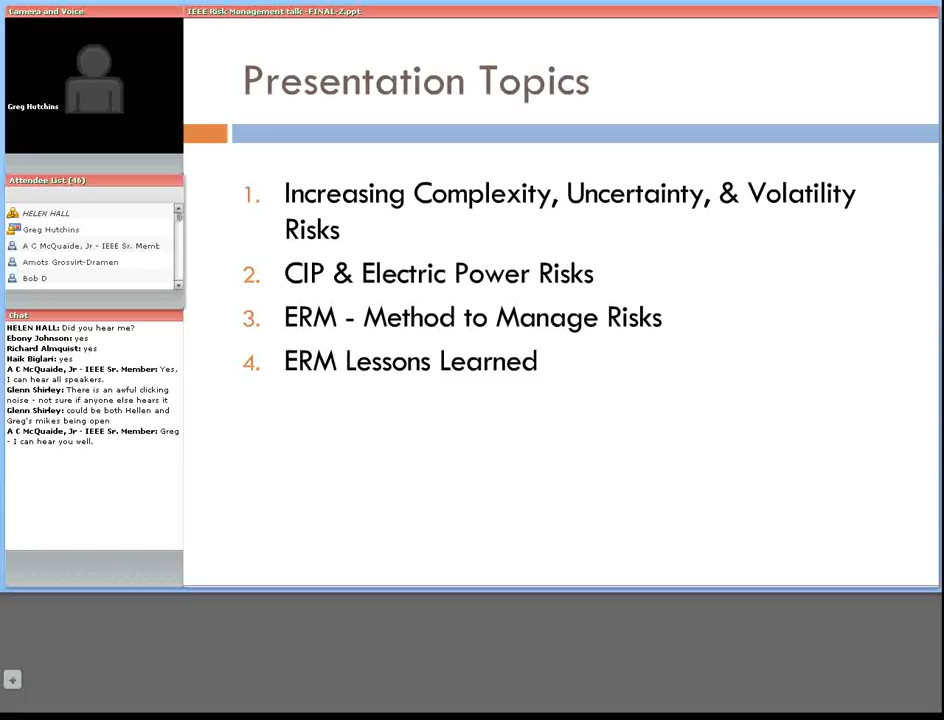 Camera and Voice
IEEE Risk Management talk -FINAL-2.ppt
Greg Hutchins
Attendee List (46)
HELEN HALL
Greg Hutchins
A C McQuaide, Jr - IEEE Sr. Memb
Amots Grosvirt-Dramen
Bob D
Chat
HELEN HALL: Did you hear me?
Ebony Johnson: yes
Richard Almquist: yes
Haik Biglari: yes
A C McQuaide, Jr - IEEE Sr. Member: Yes,
I can hear all speakers.
Glenn Shirley: There is an awful clicking
noise - not sure if anyone else hears it
Glenn Shirley: could be both Hellen and
Greg's mikes being open
A C McQuaide, Jr - IEEE Sr. Member: Greg
- I can hear you well.
Presentation Topics
1. Increasing Complexity, Uncertainty, & Volatility
Risks
2. CIP & Electric Power Risks
3. ERM - Method to Manage Risks
4. ERM Lessons Learned